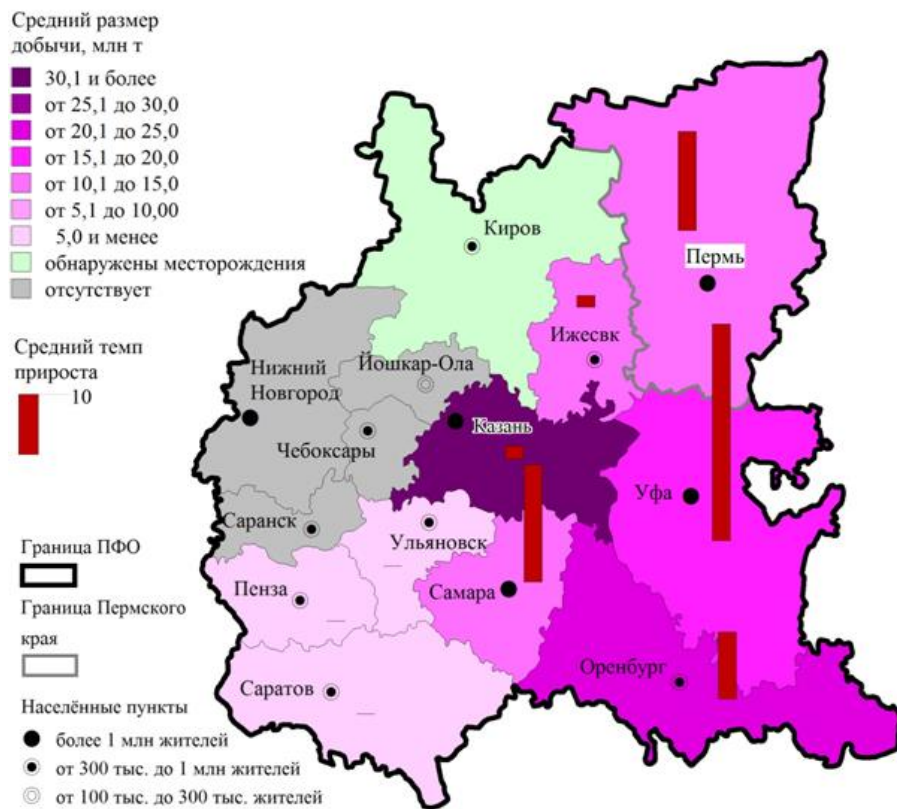 Средний размер
добычи, млн т
30,1 и более
от 25,1 до 30,0
от 20,1 до 25,0
от 15,1 до 20,0
от 10,1 до 15,0
от 5,1 до 10,00
5,0 и менее
обнаружены месторождения
отсутствует
Средний темп
прироста
10
Граница ПФО
Граница Пермского
края
Населённые пункты
более 1 млн жителей
от 300 тыс. до 1 млн жителей
от 100 тыс. до 300 тыс. жителей
Киров
Пермь
Ижесвк
Нижний
Новгород
Йошкар-Ола
Чебоксары
Казань
Саранск
Ульяновск
Уфа
Пенза
Самара
Саратов
Оренбург